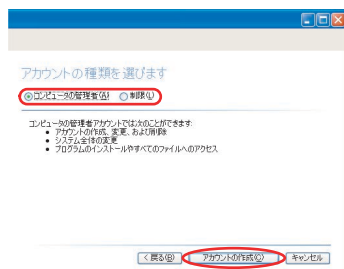 アカウントの種類を選びます
コンピュータの管理者(A) 制限(L)
コンピュータの管理者アカウントでは次のことができます:
• アカウントの作成、変更、および削除
• システム全体の変更
• プログラムのインストールやすべてのファイルへのアクセス
< 戻る(B) アカウントの作成(C) キャンセル